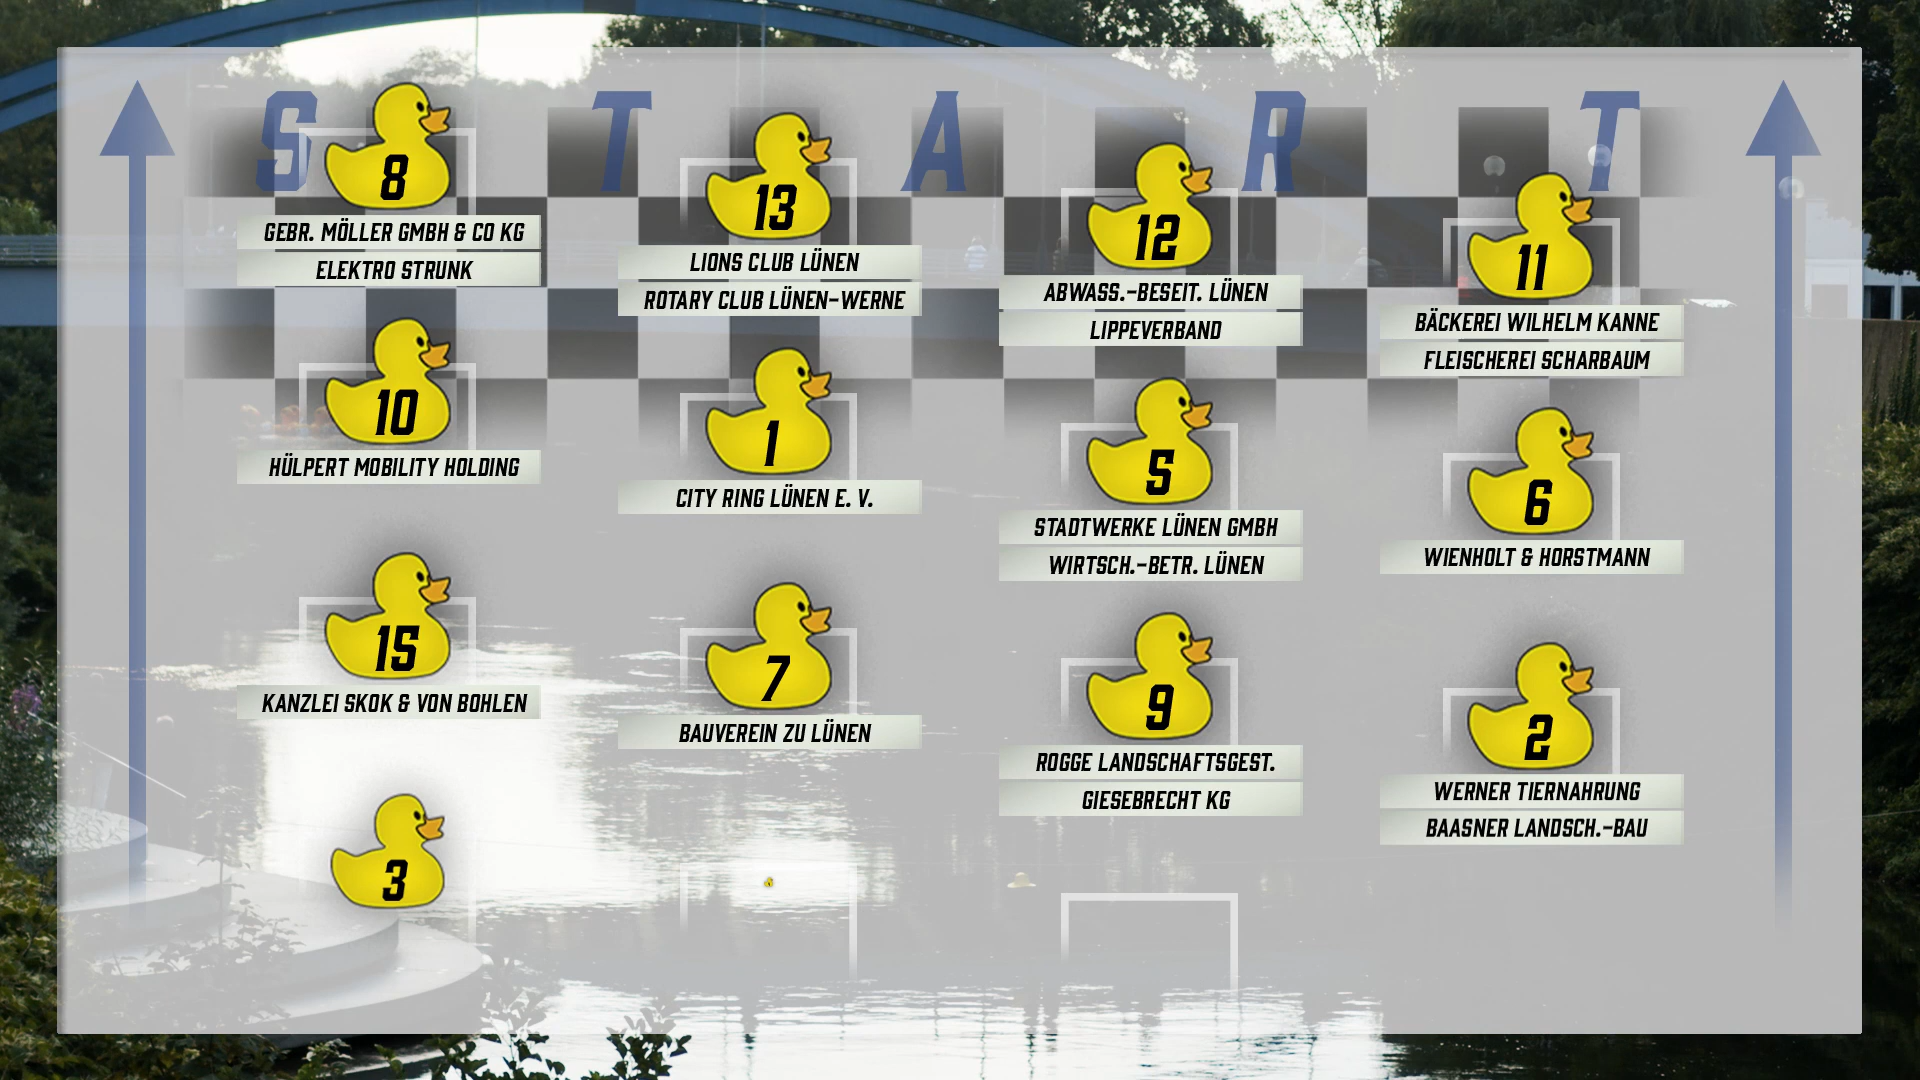 START
8
GEBR. MÖLLER GMBH & CO KG
ELEKTRO STRUNK
13
LIONS CLUB LÜNEN
ROTARY CLUB LÜNEN-WERNE
12
ABWASS.-BESEIT. LÜNEN
LIPPEVERBAND
11
BÄCKEREI WILHELM KANNE
FLEISCHEREI SCHARBAUM
10
HÜLPERT MOBILITY HOLDING
1
CITY RING LÜNEN E. V.
5
STADTWERKE LÜNEN GMBH
WIRTSCH.-BETR. LÜNEN
6
WIENHOLT & HORSTMANN
15
KANZLEI SKOK & VON BOHLEN
7
BAUVEREIN ZU LÜNEN
9
ROGGE LANDSCHAFTSGEST.
GIESEBRECHT KG
2
WERNER TIERNAHRUNG
BAASNER LANDSCH.-BAU
3